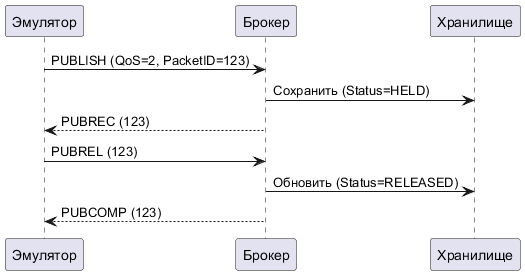 Эмулятор Брокер Хранилище
PUBLISH (QoS=2, PacketID=123)
Сохранить (Status=HELD)
PUBREC (123)
PUBREL (123)
Обновить (Status=RELEASED)
PUBCOMP (123)
Эмулятор Брокер Хранилище